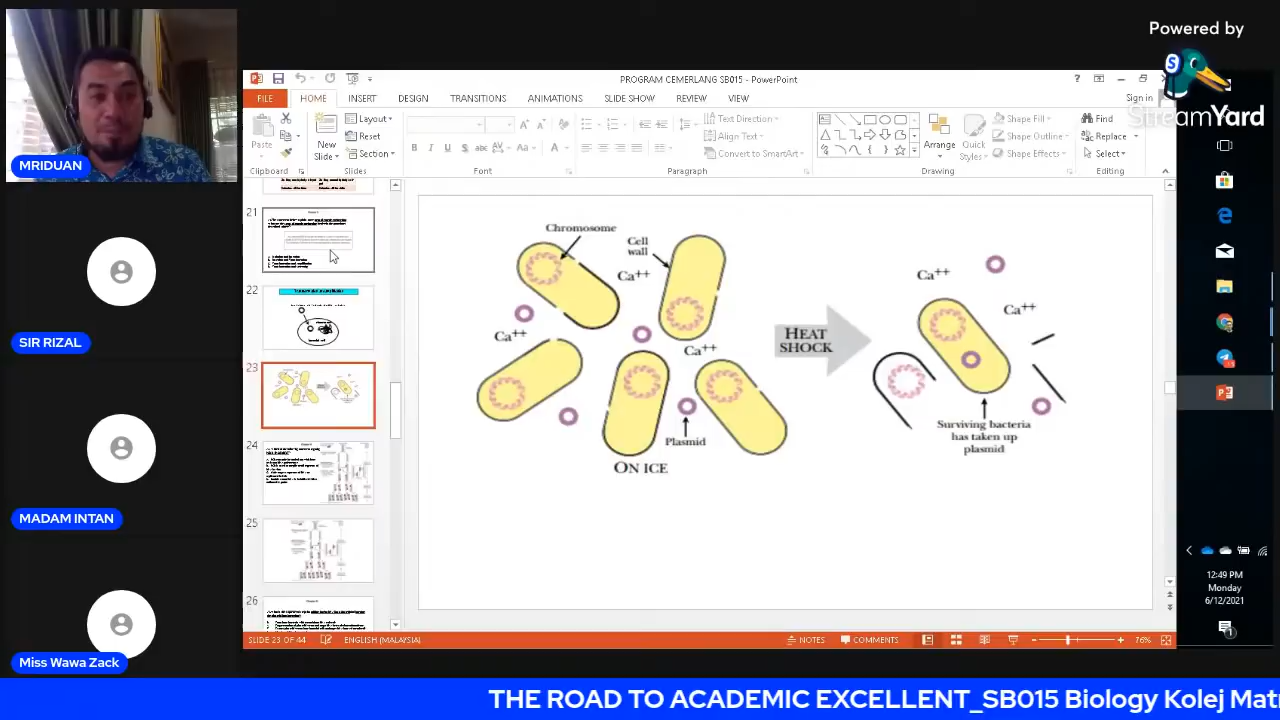 Powered by
StreamYard
PROGRAM CEMERLANG SB015 - PowerPoint
?
Sign in
FILE
HOME
INSERT
DESIGN
TRANSITIONS
ANIMATIONS
SLIDE SHOW
REVIEW
VIEW
Paste
New
Slide
Layout
Reset
Section
B I U S abc AV Aa A
Text Direction
Align Text
Convert to SmartArt
Arrange
Quick
Styles
Shape Fill
Shape Outline
Shape Effects
Find
Replace
Select
Clipboard
Slides
Font
Paragraph
Drawing
Editing
MRIDUAN
SIR RIZAL
MADAM INTAN
Miss Wawa Zack
21
22
23
24
25
26
Chromosome
Cell
wall
Ca++
Ca++
Ca++
Plasmid
ON ICE
HEAT
SHOCK
Ca++
Ca++
Surviving bacteria
has taken up
plasmid
SLIDE 23 OF 44
ENGLISH (MALAYSIA)
NOTES
COMMENTS
76%
12:49 PM
Monday
6/12/2021
1
THE ROAD TO ACADEMIC EXCELLENT_SB015 Biology Kolej Mat